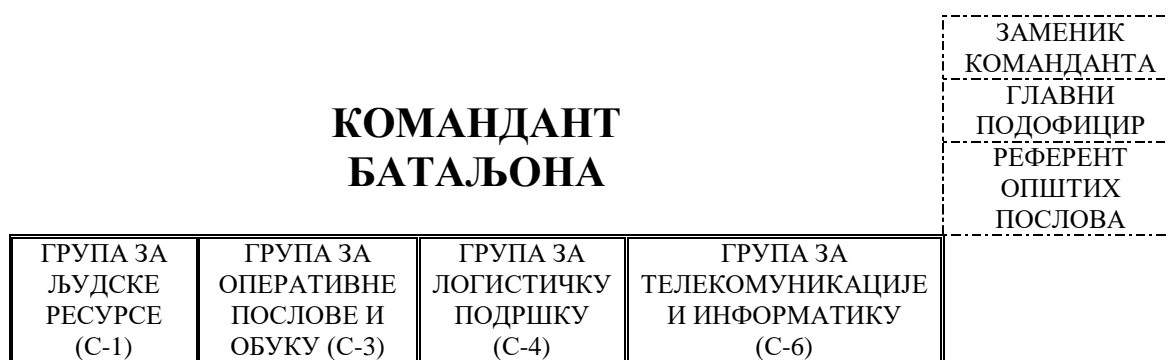 ЗАМЕНИК
КОМАНДАНТА
ГЛАВНИ
ПОДОФИЦИР
РЕФЕРЕНТ
ОПШТИХ
ПОСЛОВА
КОМАНДАНТ
БАТАЉОНА
ГРУПА ЗА
ЉУДСКЕ
РЕСУРСЕ
(С-1)
ГРУПА ЗА
ОПЕРАТИВНЕ
ПОСЛОВЕ И
ОБУКУ (С-3)
ГРУПА ЗА
ЛОГИСТИЧКУ
ПОДРШКУ
(С-4)
ГРУПА ЗА
ТЕЛЕКОМУНИКАЦИЈЕ
И ИНФОРМАТИКУ
(С-6)